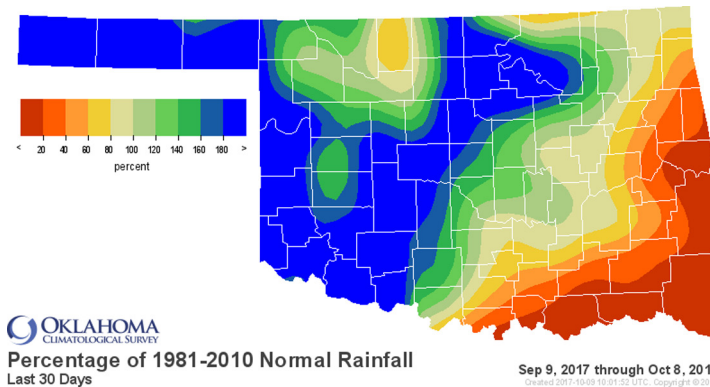 < 20 40 60 80 100 120 140 160 180 >
percent
OKLAHOMA
CLIMATOLOGICAL SURVEY
Percentage of 1981-2010 Normal Rainfall
Last 30 Days
Sep 9, 2017 through Oct 8, 201
Created 2017-10-09 10:01:52 UTC. Copyright © 20